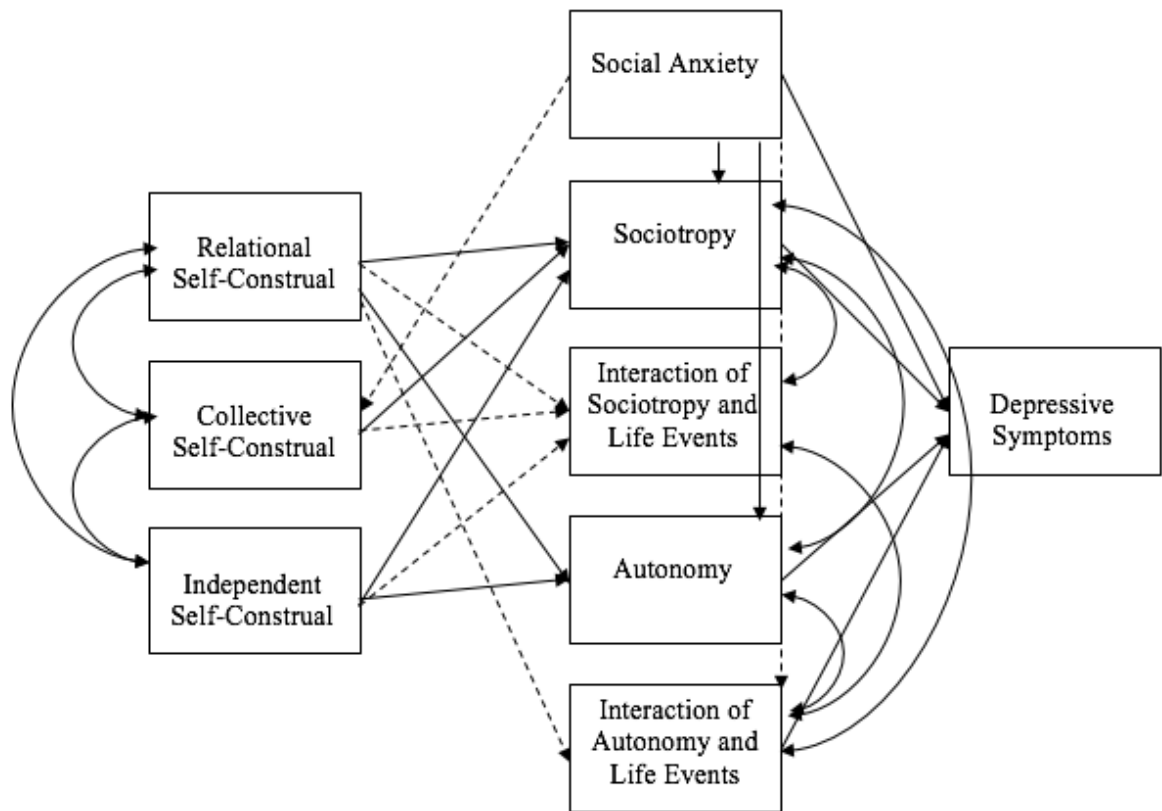 Social Anxiety
Relational
Self-Construal
Sociotropy
Collective
Self-Construal
Interaction of
Sociotropy and
Life Events
Depressive
Symptoms
Independent
Self-Construal
Autonomy
Interaction of
Autonomy and
Life Events